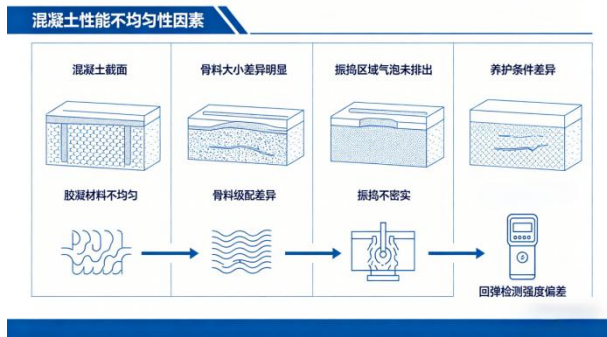 混凝土性能不均匀性因素
混凝土截面
骨料大小差异明显
振捣区域气泡未排出
养护条件差异
胶凝材料不均匀
骨料级配差异
振捣不密实
回弹检测强度偏差